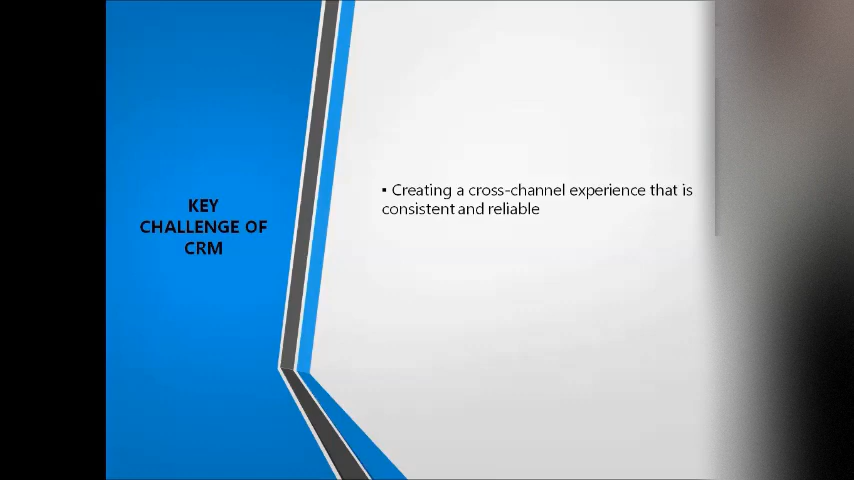 KEY
CHALLENGE OF
CRM
▪ Creating a cross-channel experience that is
consistent and reliable